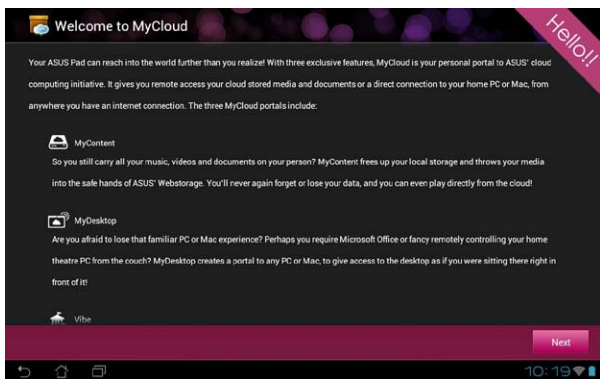 Welcome to MyCloud
Hello!!
Your ASUS Pad can reach into the world further than you realize! With three exclusive features, MyCloud is your personal portal to ASUS' cloud
computing initiative. It gives you remote access your cloud stored media and documents or a direct connection to your home PC or Mac, from
anywhere you have an internet connection. The three MyCloud portals include:
MyContent
So you still carry all your music, videos and documents on your person? MyContent frees up your local storage and throws your media
into the safe hands of ASUS' Webstorage. You'll never again forget or lose your data, and you can even play directly from the cloud!
MyDesktop
Are you afraid to lose that familiar PC or Mac experience? Perhaps you require Microsoft Office or fancy remotely controlling your home
theatre PC from the couch? MyDesktop creates a portal to any PC or Mac, to give access to the desktop as if you were sitting there right in
front of it!
Vibe
Next
10:19